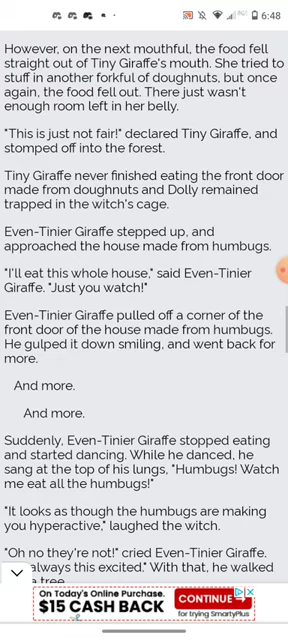 6:48
However, on the next mouthful, the food fell
straight out of Tiny Giraffe's mouth. She tried to
stuff in another forkful of doughnuts, but once
again, the food fell out. There just wasn't
enough room left in her belly.
"This is just not fair!" declared Tiny Giraffe, and
stomped off into the forest.
Tiny Giraffe never finished eating the front door
made from doughnuts and Dolly remained
trapped in the witch's cage.
Even-Tinier Giraffe stepped up, and
approached the house made from humbugs.
"I'll eat this whole house," said Even-Tinier
Giraffe. "Just you watch!"
Even-Tinier Giraffe pulled off a corner of the
front door of the house made from humbugs.
He gulped it down smiling, and went back for
more.
And more.
And more.
Suddenly, Even-Tinier Giraffe stopped eating
and started dancing. While he danced, he
sang at the top of his lungs, "Humbugs! Watch
me eat all the humbugs!"
"It looks as though the humbugs are making
you hyperactive," laughed the witch.
"Oh no they're not!" cried Even-Tinier Giraffe.
always this excited." With that, he walked
a tree
On Today's Online Purchase.
$15 CASH BACK
CONTINUE
for trying SmartyPlus